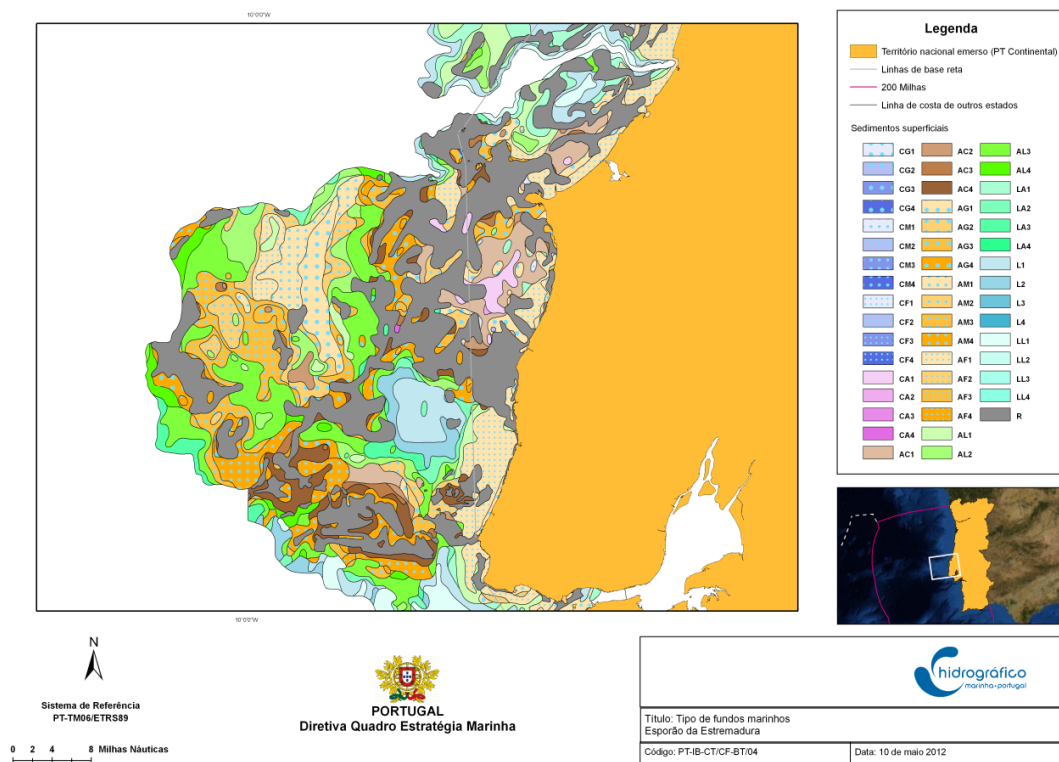 10°0'0"W
Legenda
Território nacional emerso (PT Continental)
Linhas de base reta
200 Milhas
Linha de costa de outros estados
Sedimentos superficiais
CG1 AC2 AL3
CG2 AC3 AL4
CG3 AC4 LA1
CG4 AG1 LA2
CM1 AG2 LA3
CM2 AG3 LA4
CM3 AG4 L1
CM4 AM1 L2
CF1 AM2 L3
CF2 AM3 L4
CF3 AM4 LL1
CF4 AF1 LL2
CA1 AF2 LL3
CA2 AF3 LL4
CA3 AF4 R
CA4 AL1
AC1 AL2
10°0'0"W
N
Sistema de Referência
PT-TM06/ETRS89
0 2 4 8 Milhas Náuticas
PORTUGAL
Diretiva Quadro Estratégia Marinha
hidrográfico
marinha•portugal
Título: Tipo de fundos marinhos
Esporão da Estremadura
Código: PT-IB-CT/CF-BT/04
Data: 10 de maio 2012